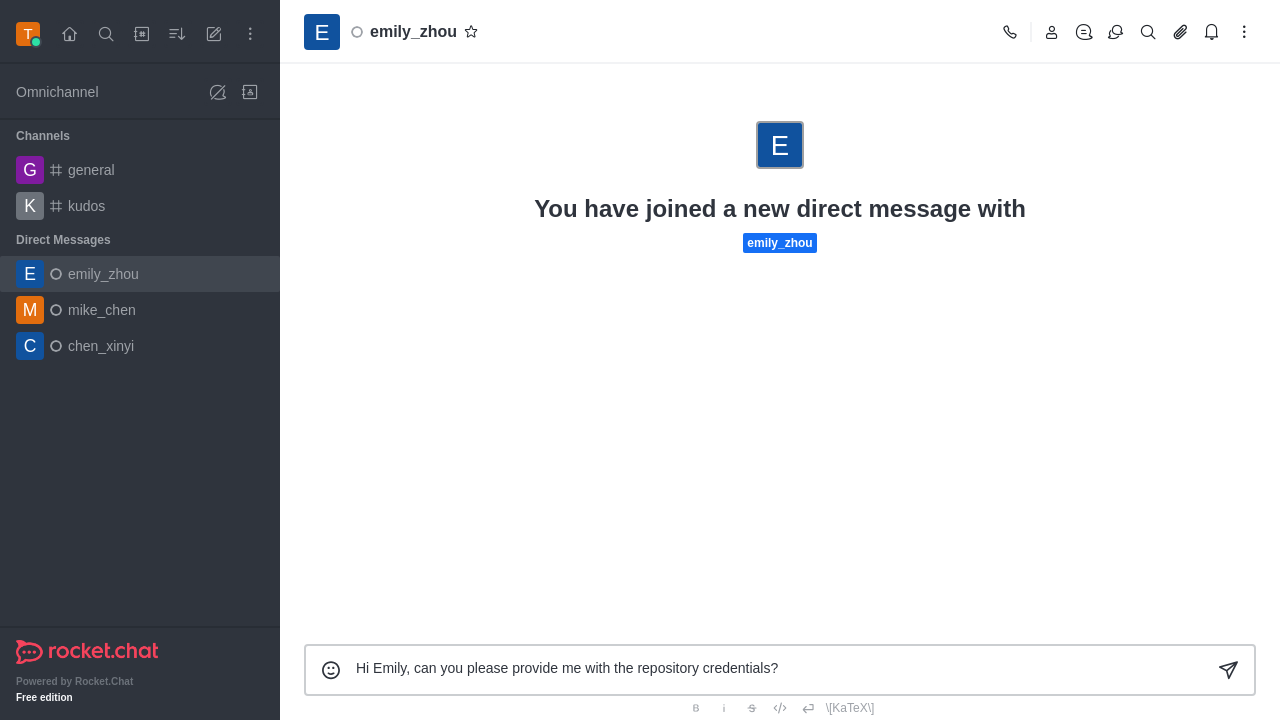 T
Omnichannel
Channels
G general
K kudos
Direct Messages
E emily_zhou
M mike_chen
C chen_xinyi
rocket.chat
Powered by Rocket.Chat
Free edition
E emily_zhou
E
You have joined a new direct message with
emily_zhou
Hi Emily, can you please provide me with the repository credentials?
B i S \[KaTeX\]